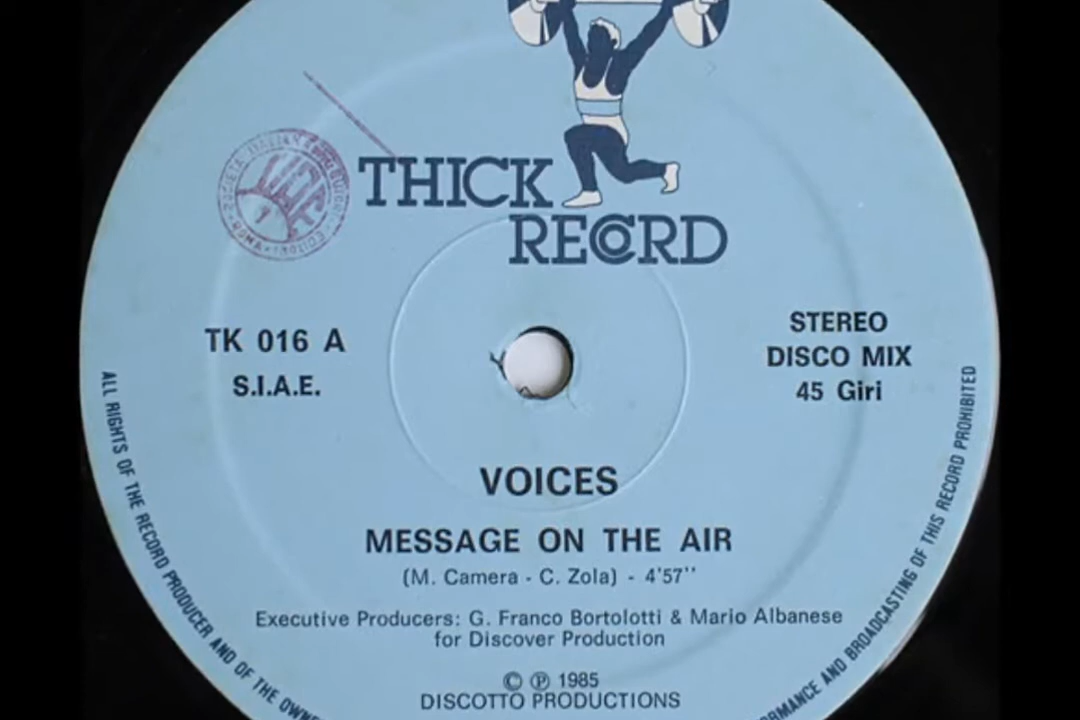 THICK
RECORD
TK 016 A
S.I.A.E.
STEREO
DISCO MIX
45 Giri
VOICES
MESSAGE ON THE AIR
(M. Camera - C. Zola) - 4'57''
Executive Producers: G. Franco Bortolotti & Mario Albanese
for Discover Production
© ℗ 1985
DISCOTTO PRODUCTIONS
ALL RIGHTS OF THE RECORD PRODUCER AND OF THE
AND BROADCASTING OF THIS RECORD PROHIBITED
ROMA